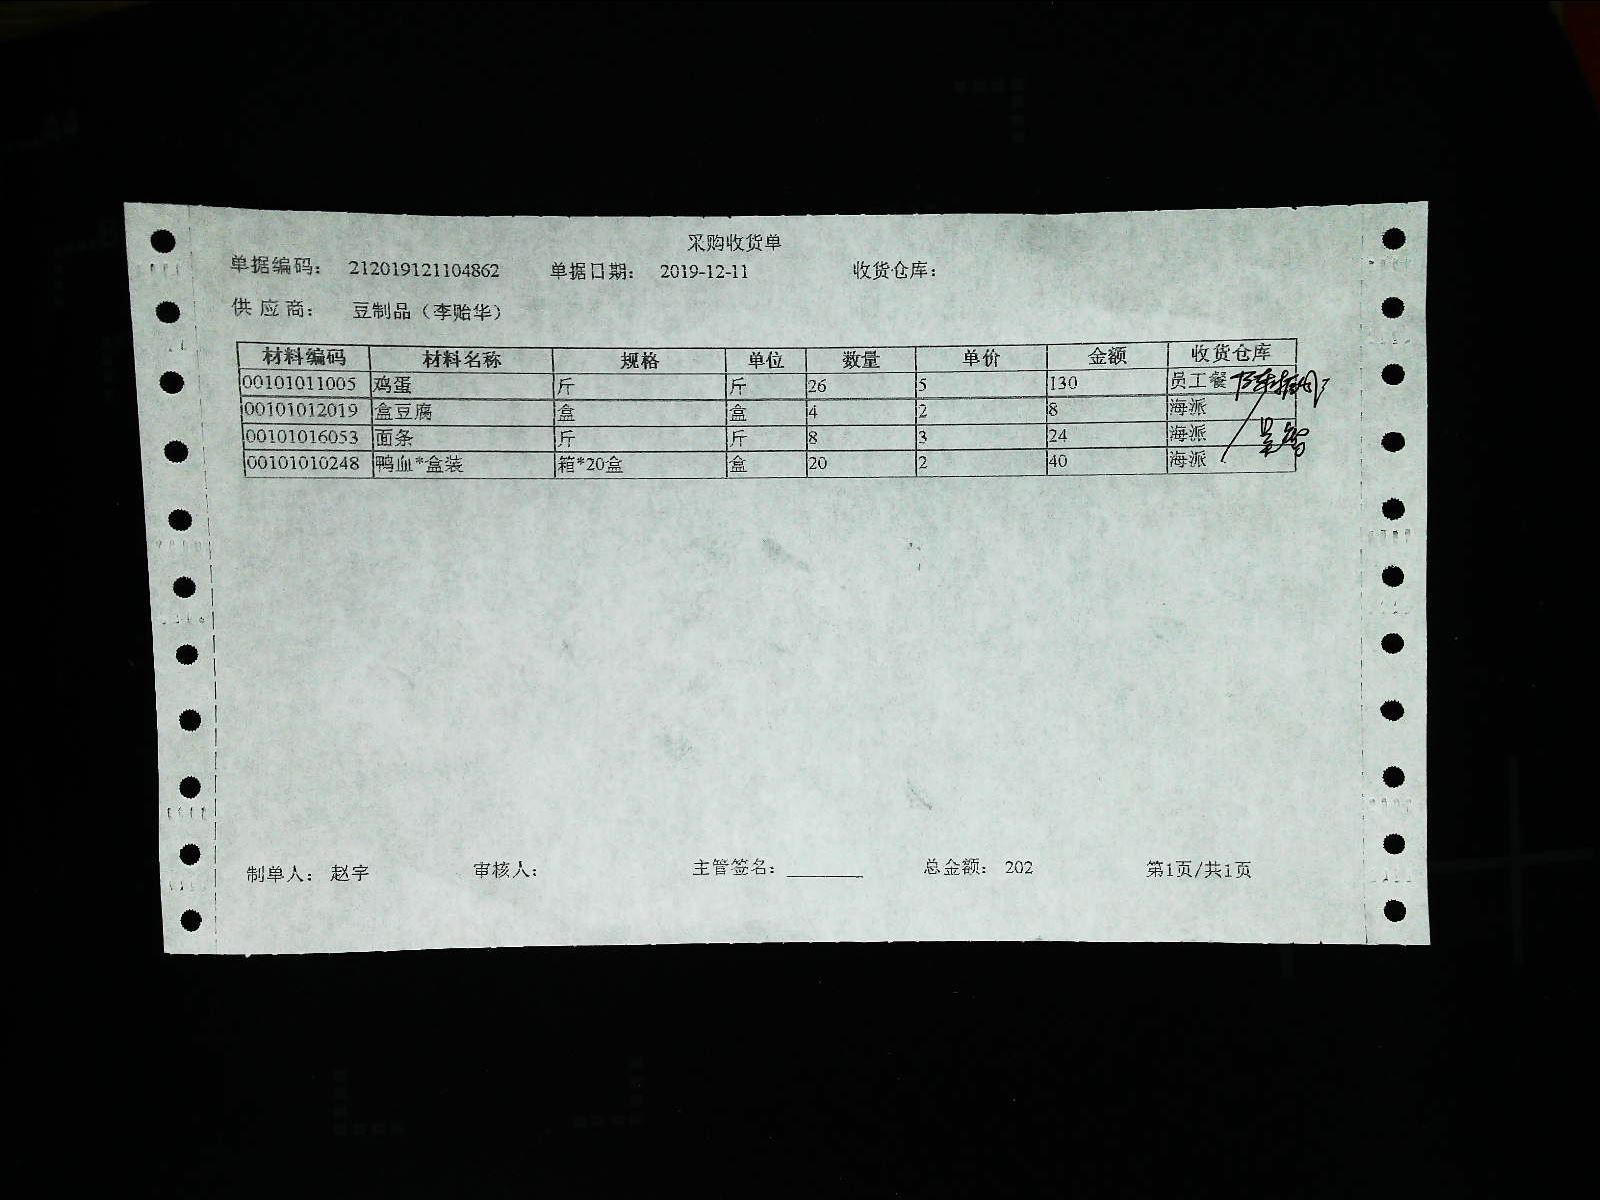 采购收货单
单据编码： 212019121104862 单据日期： 2019-12-11 收货仓库：
供 应 商： 豆制品（李贻华）
材料编码 材料名称 规格 单位 数量 单价 金额 收货仓库
00101011005 鸡蛋 斤 斤 26 5 130 员工餐
00101012019 盒豆腐 盒 盒 4 2 8 海派
00101016053 面条 斤 斤 8 3 24 海派
00101010248 鸭血*盒装 箱*20盒 盒 20 2 40 海派
制单人： 赵宇 审核人： 主管签名： 总金额： 202 第1页/共1页